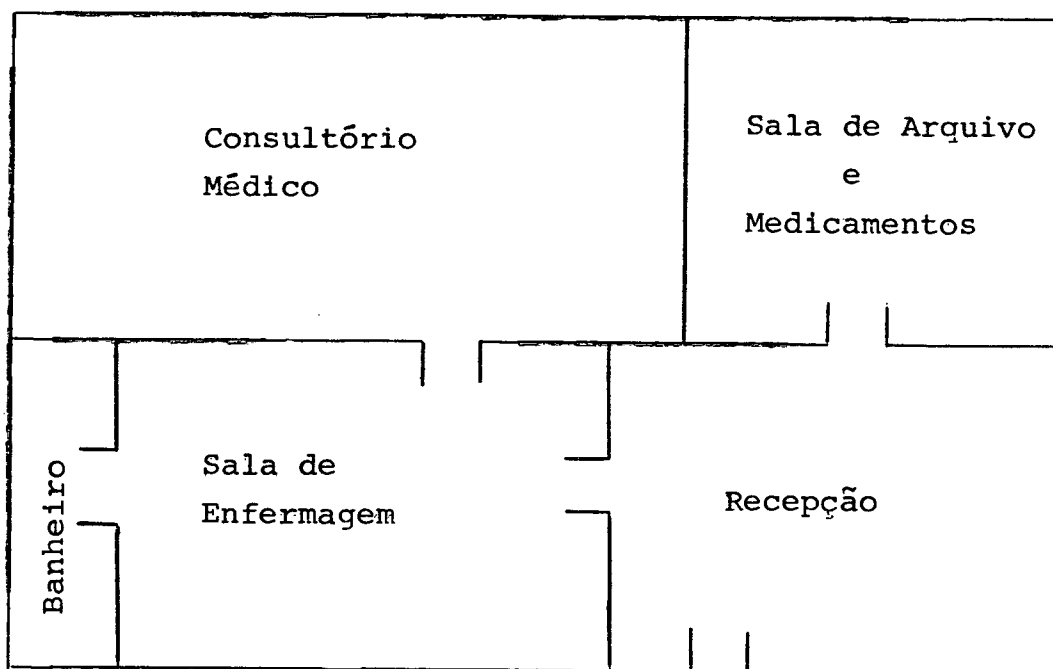 Consultório
Médico
Sala de Arquivo
e
Medicamentos
Banheiro
Sala de
Enfermagem
Recepção